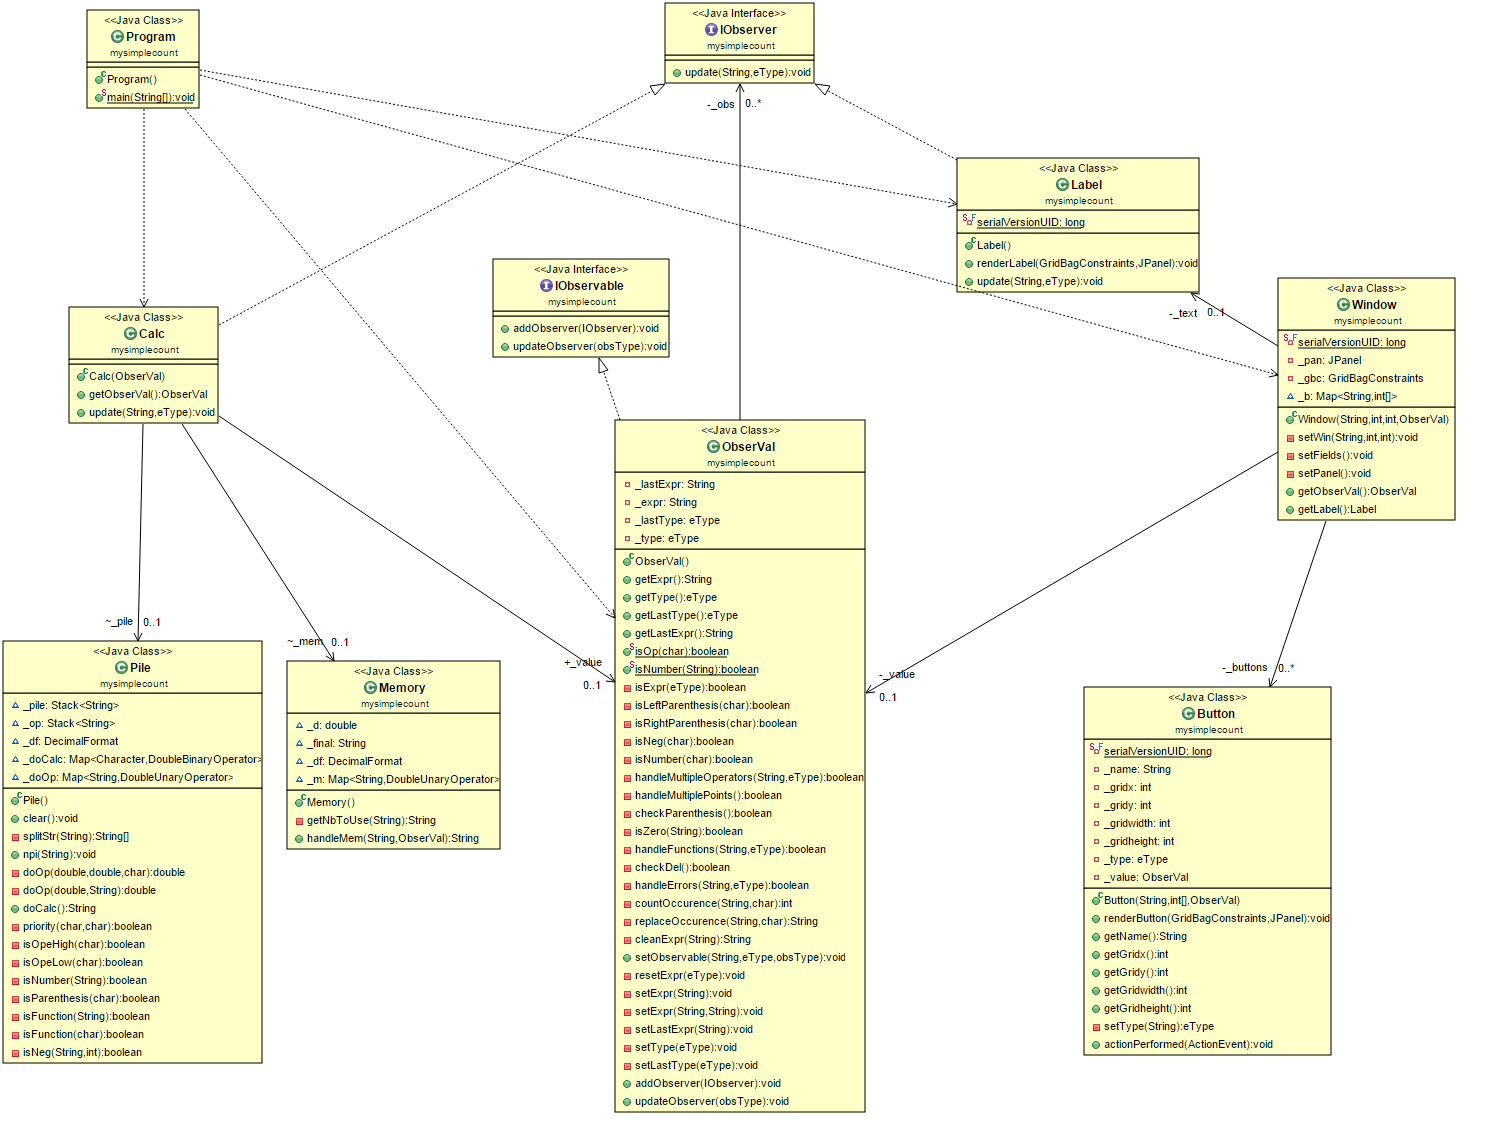 <<Java Class>>
Program
mysimplecount
Program()
main(String[]):void
<<Java Interface>>
IObserver
mysimplecount
update(String,eType):void
-_obs 0..*
<<Java Class>>
Label
mysimplecount
serialVersionUID: long
Label()
renderLabel(GridBagConstraints,JPanel):void
update(String,eType):void
<<Java Interface>>
IObservable
mysimplecount
addObserver(IObserver):void
updateObserver(obsType):void
<<Java Class>>
Window
mysimplecount
serialVersionUID: long
_pan: JPanel
_gbc: GridBagConstraints
_b: Map<String,int[]>
Window(String,int,int,ObserVal)
setWin(String,int,int):void
setFields():void
setPanel():void
getObserVal():ObserVal
getLabel():Label
-_text 0..1
<<Java Class>>
Calc
mysimplecount
Calc(ObserVal)
getObserVal():ObserVal
update(String,eType):void
<<Java Class>>
ObserVal
mysimplecount
_lastExpr: String
_expr: String
_lastType: eType
_type: eType
ObserVal()
getExpr():String
getType():eType
getLastType():eType
getLastExpr():String
isOp(char):boolean
isNumber(String):boolean
isExpr(eType):boolean
isLeftParenthesis(char):boolean
isRightParenthesis(char):boolean
isNeg(char):boolean
isNumber(char):boolean
handleMultipleOperators(String,eType):boolean
handleMultiplePoints():boolean
checkParenthesis():boolean
isZero(String):boolean
handleFunctions(String,eType):boolean
checkDel():boolean
handleErrors(String,eType):boolean
countOccurence(String,char):int
replaceOccurence(String,char):String
cleanExpr(String):String
setObservable(String,eType,obsType):void
resetExpr(eType):void
setExpr(String):void
setExpr(String,String):void
setLastExpr(String):void
setType(eType):void
setLastType(eType):void
addObserver(IObserver):void
updateObserver(obsType):void
~_pile 0..1
~_mem 0..1
+_value
0..1
-_value
0..1
-_buttons 0..*
<<Java Class>>
Pile
mysimplecount
_pile: Stack<String>
_op: Stack<String>
_df: DecimalFormat
_doCalc: Map<Character,DoubleBinaryOperator>
_doOp: Map<String,DoubleUnaryOperator>
Pile()
clear():void
splitStr(String):String[]
npi(String):void
doOp(double,double,char):double
doOp(double,String):double
doCalc():String
priority(char,char):boolean
isOpeHigh(char):boolean
isOpeLow(char):boolean
isNumber(String):boolean
isParenthesis(char):boolean
isFunction(String):boolean
isFunction(char):boolean
isNeg(String,int):boolean
<<Java Class>>
Memory
mysimplecount
_d: double
_final: String
_df: DecimalFormat
_m: Map<String,DoubleUnaryOperator>
Memory()
getNbToUse(String):String
handleMem(String,ObserVal):String
<<Java Class>>
Button
mysimplecount
serialVersionUID: long
_name: String
_gridx: int
_gridy: int
_gridwidth: int
_gridheight: int
_type: eType
_value: ObserVal
Button(String,int[],ObserVal)
renderButton(GridBagConstraints,JPanel):void
getName():String
getGridx():int
getGridy():int
getGridwidth():int
getGridheight():int
setType(String):eType
actionPerformed(ActionEvent):void